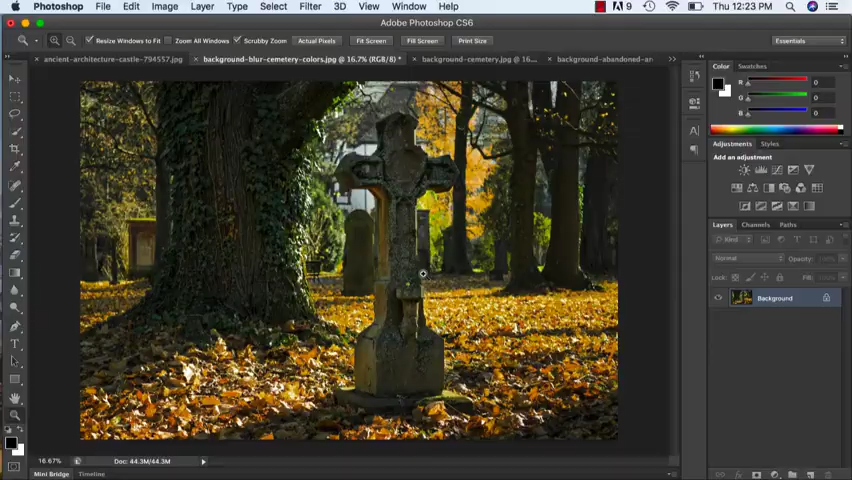 Photoshop File Edit Image Layer Type Select Filter 3D View Window Help 9 Thu 12:23 PM
Adobe Photoshop CS6
Resize Windows to Fit Zoom All Windows Scrubby Zoom Actual Pixels Fit Screen Fill Screen Print Size Essentials
× ancient-architecture-castle-794557.jpg × background-blur-cemetery-colors.jpg @ 16.7% (RGB/8) * × background-cemetery.jpg @ 16... × background-abandoned-ar >>
Color Swatches
R 0
G 0
B 0
Adjustments Styles
Add an adjustment
Layers Channels Paths
Kind
Normal Opacity:
Lock: Fill:
Background
16.67% Doc: 44.3M/44.3M
Mini Bridge Timeline